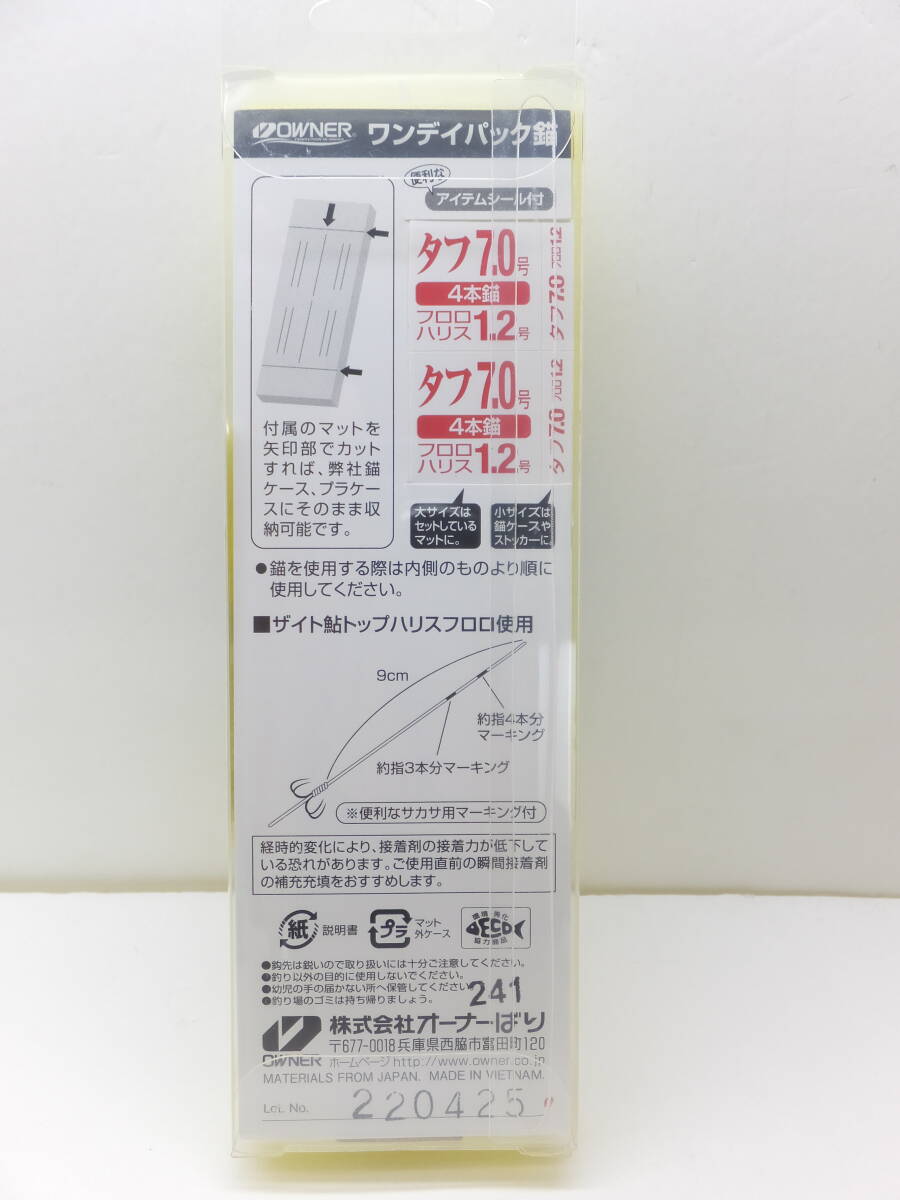 OWNER ワンデイパック錨
便利な
アイテムシール付
タフ7.0号
4本錨
フロロ
ハリス1.2号
タフ7.0 フロロ1.2
タフ7.0号
4本錨
フロロ
ハリス1.2号
タフ7.0 フロロ1.2
付属のマットを
矢印部でカット
すれば、弊社錨
ケース、プラケー
スにそのまま収
納可能です。
大サイズは
セットしている
マットに。
小サイズは
錨ケースや
ストッカーに。
●錨を使用する際は内側のものより順に
使用してください。
■ザイト鮎トップハリスフロロ使用
9cm
約指4本分
マーキング
約指3本分マーキング
※便利なサカサ用マーキング付
経時的変化により、接着剤の接着力が低下して
いる恐れがあります。ご使用直前の瞬間接着剤
の補充充填をおすすめします。
紙 説明書
プラ マット
外ケース
環境・美化
ECO
協力商品
●鈎先は鋭いので取り扱いには十分ご注意してください。
●釣り以外の目的に使用しないでください。
●幼児の手の届かない所へ保管してください。
●釣り場のゴミは持ち帰りましょう。
241
株式会社オーナーばり
〒677-0018兵庫県西脇市富田町120
OWNER ホームページ http://www.owner.co.jp
MATERIALS FROM JAPAN. MADE IN VIETNAM.
Lot. No. 220425